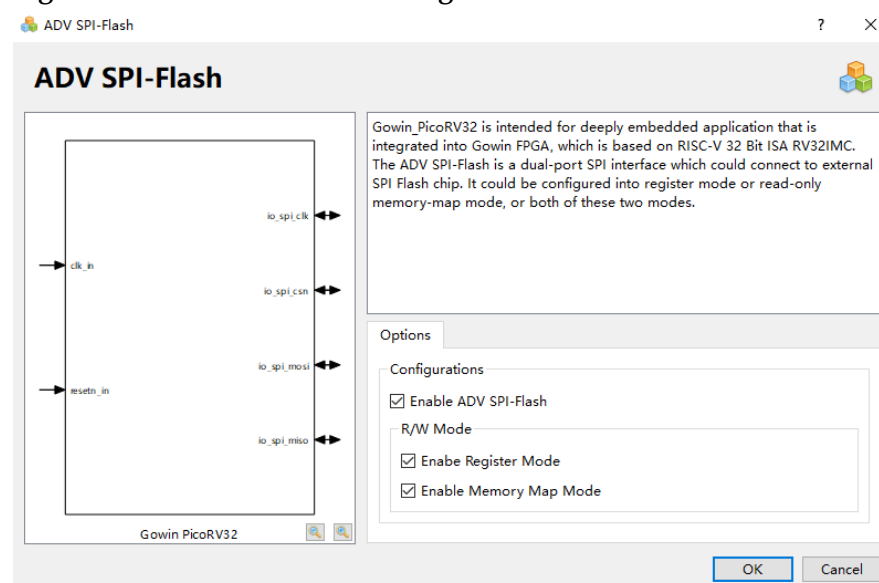 ADV SPI-Flash
?
ADV SPI-Flash
io_spi_clk
clk_in
io_spi_csn
io_spi_mosi
resetn_in
io_spi_miso
Gowin PicoRV32
Gowin_PicoRV32 is intended for deeply embedded application that is
integrated into Gowin FPGA, which is based on RISC-V 32 Bit ISA RV32IMC.
The ADV SPI-Flash is a dual-port SPI interface which could connect to external
SPI Flash chip. It could be configured into register mode or read-only
memory-map mode, or both of these two modes.
Options
Configurations
Enable ADV SPI-Flash
R/W Mode
Enabe Register Mode
Enable Memory Map Mode
OK
Cancel